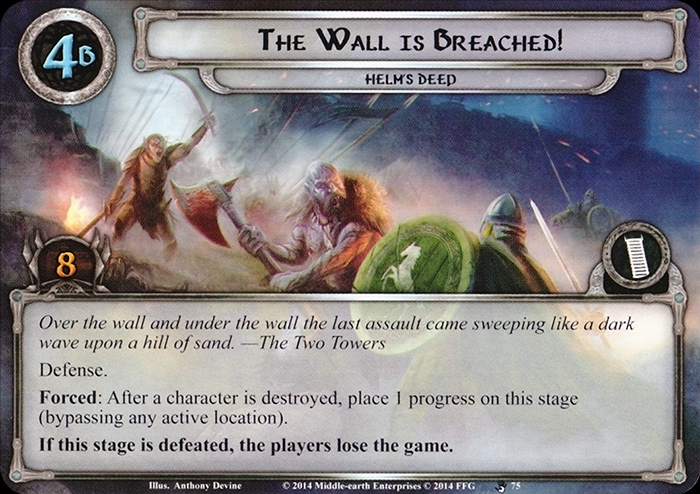 4B
THE WALL IS BREACHED!
HELM'S DEEP
8
Over the wall and under the wall the last assault came sweeping like a dark
wave upon a hill of sand. —The Two Towers
Defense.
Forced: After a character is destroyed, place 1 progress on this stage
(bypassing any active location).
If this stage is defeated, the players lose the game.
Illus. Anthony Devine © 2014 Middle-earth Enterprises © 2014 FFG 75